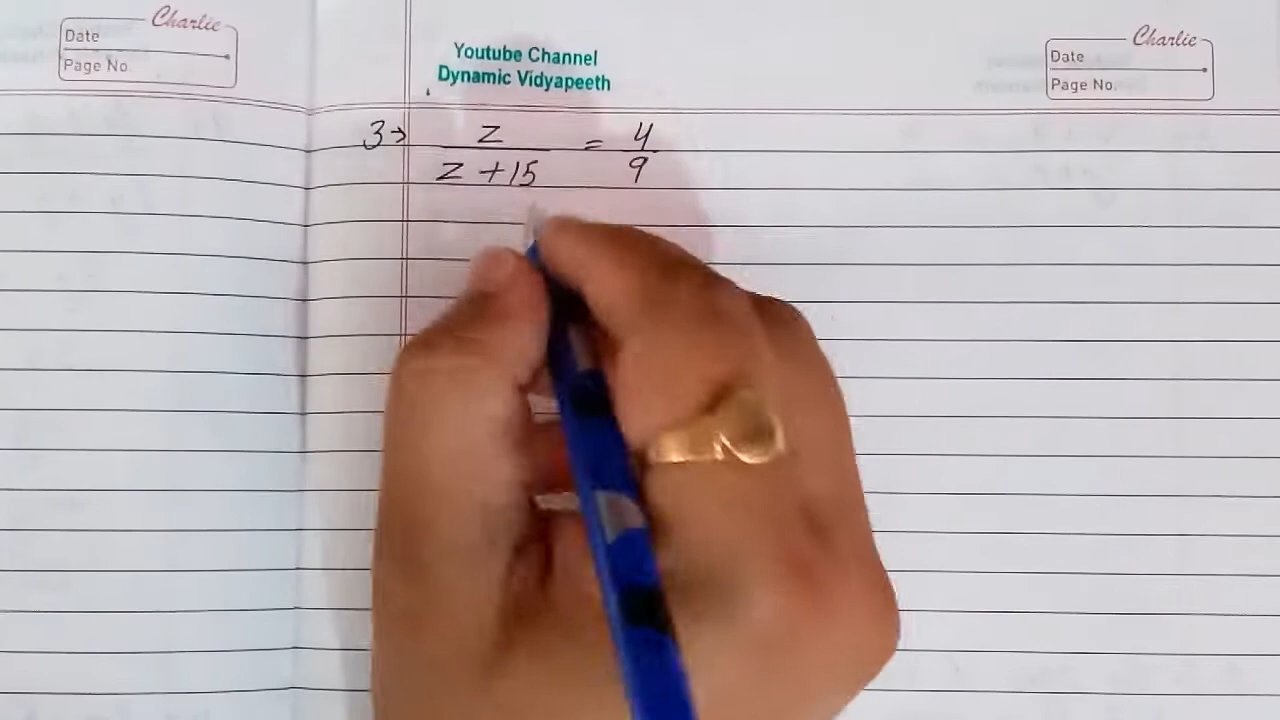 Charlie
Date
Page No.
Youtube Channel
Dynamic Vidyapeeth
Charlie
Date
Page No.
3→ z/(z +15) = 4/9